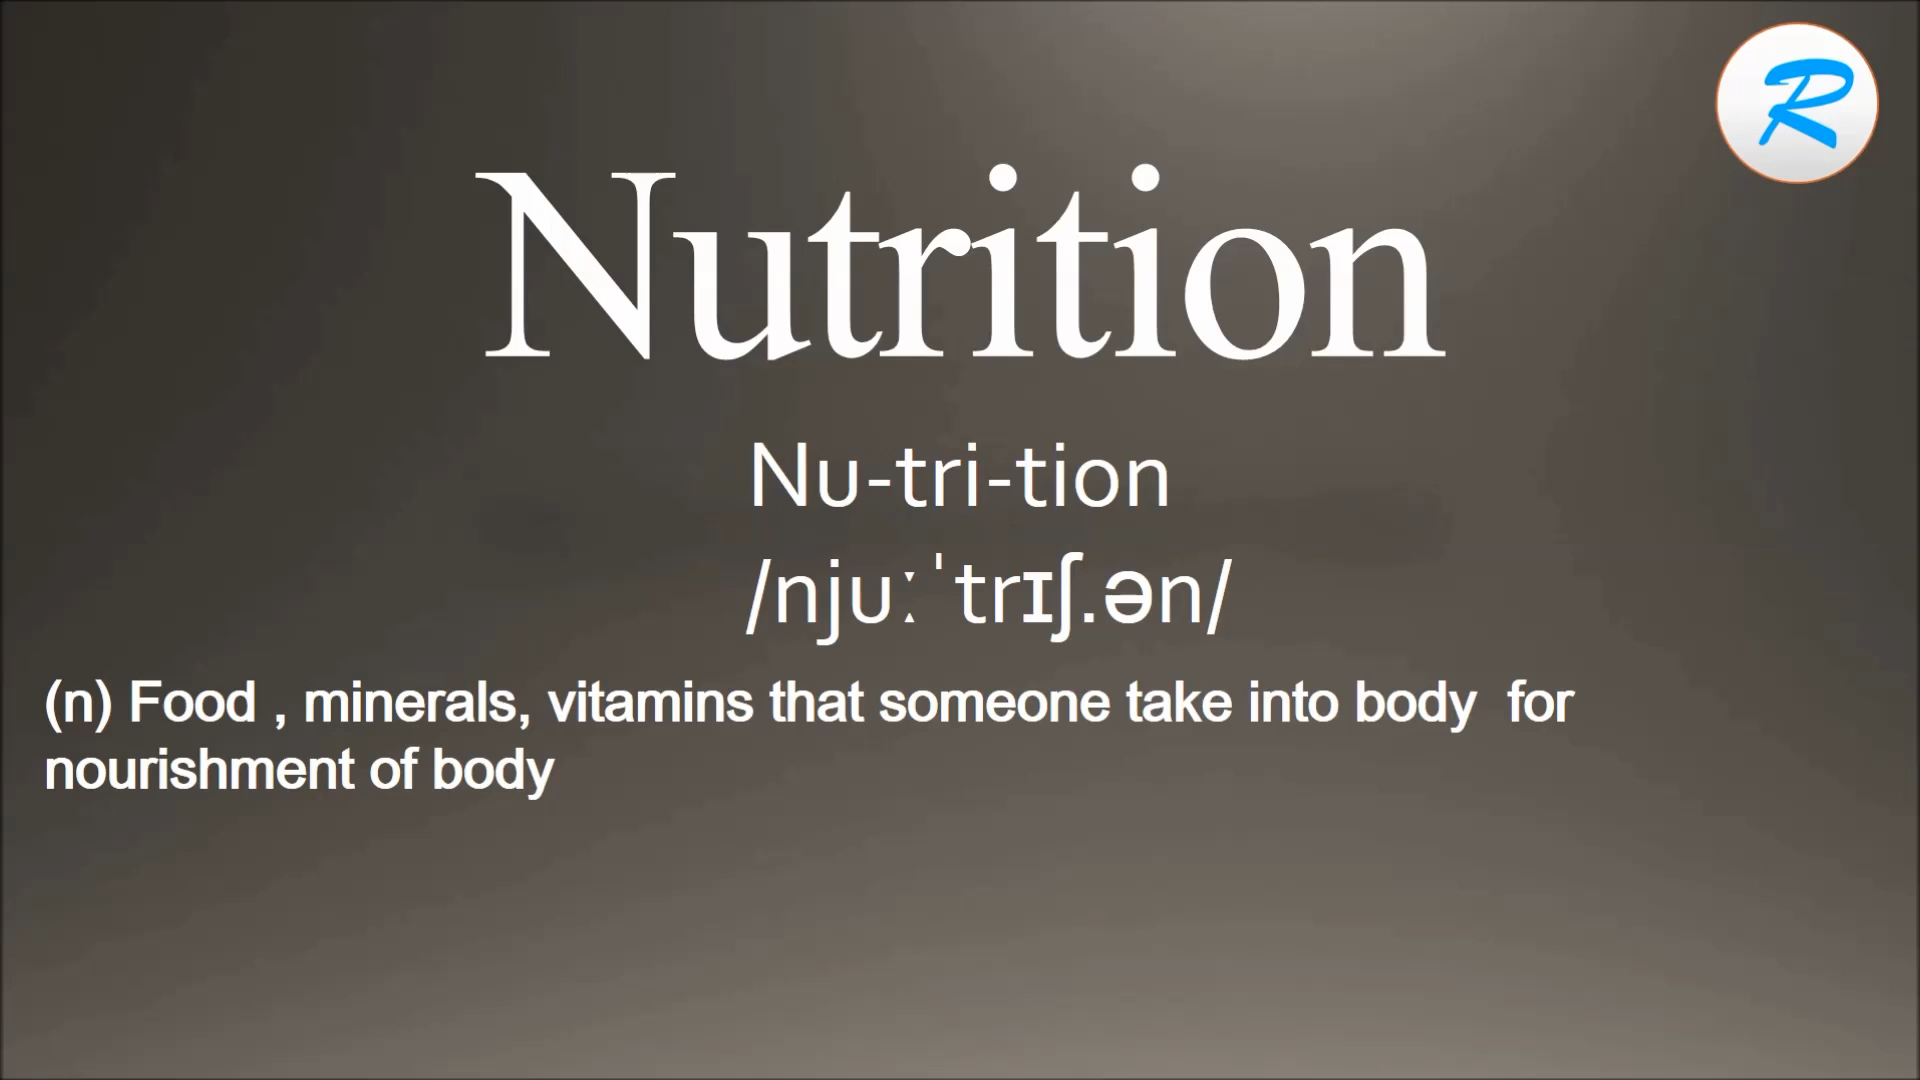 R
Nutrition
Nu-tri-tion
/njuːˈtrɪʃ.ən/
(n) Food , minerals, vitamins that someone take into body  for
nourishment of body